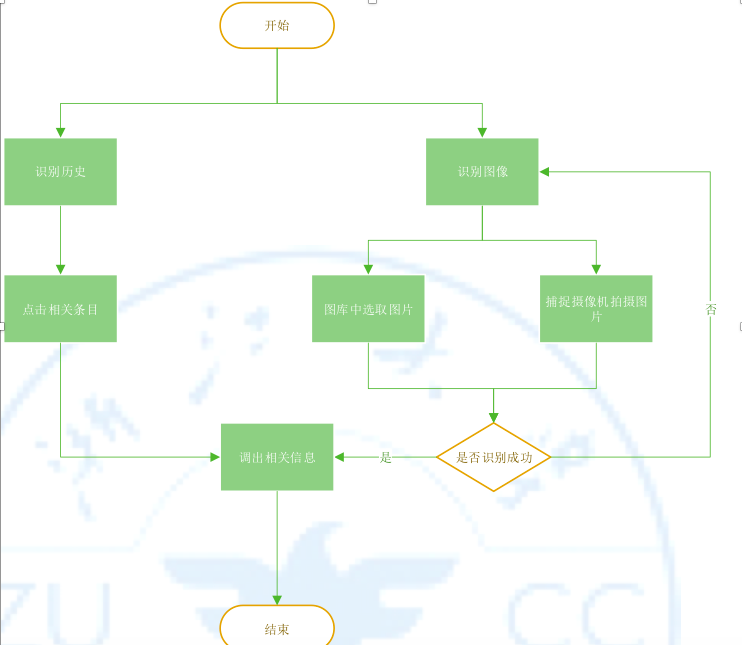 开始
识别历史
识别图像
点击相关条目
图库中选取图片
捕捉摄像机拍摄图
片
否
调出相关信息
是
是否识别成功
ZU
CC
结束